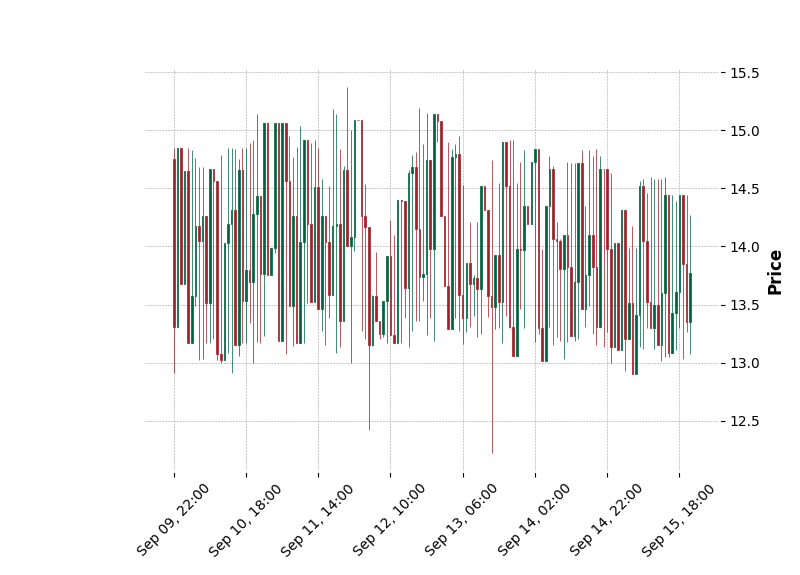 15.5
15.0
14.5
14.0
13.5
13.0
12.5
Price
Sep 09, 22:00
Sep 10, 18:00
Sep 11, 14:00
Sep 12, 10:00
Sep 13, 06:00
Sep 14, 02:00
Sep 14, 22:00
Sep 15, 18:00